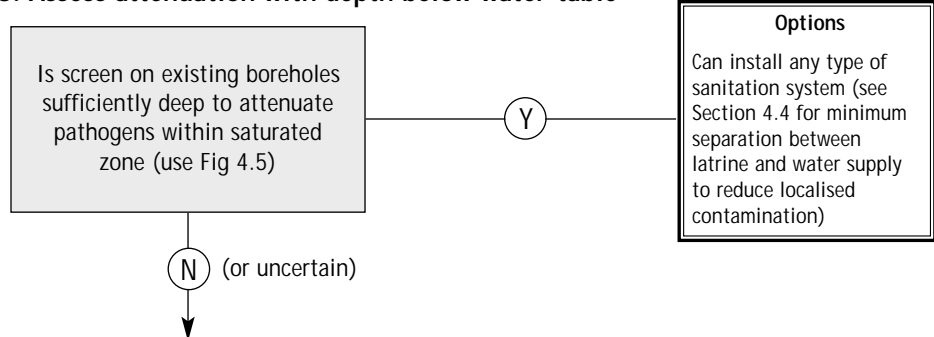 Assess attenuation with depth below water table
Is screen on existing boreholes
sufficiently deep to attenuate
pathogens within saturated
zone (use Fig 4.5)
Y
Options
Can install any type of
sanitation system (see
Section 4.4 for minimum
separation between
latrine and water supply
to reduce localised
contamination)
N (or uncertain)